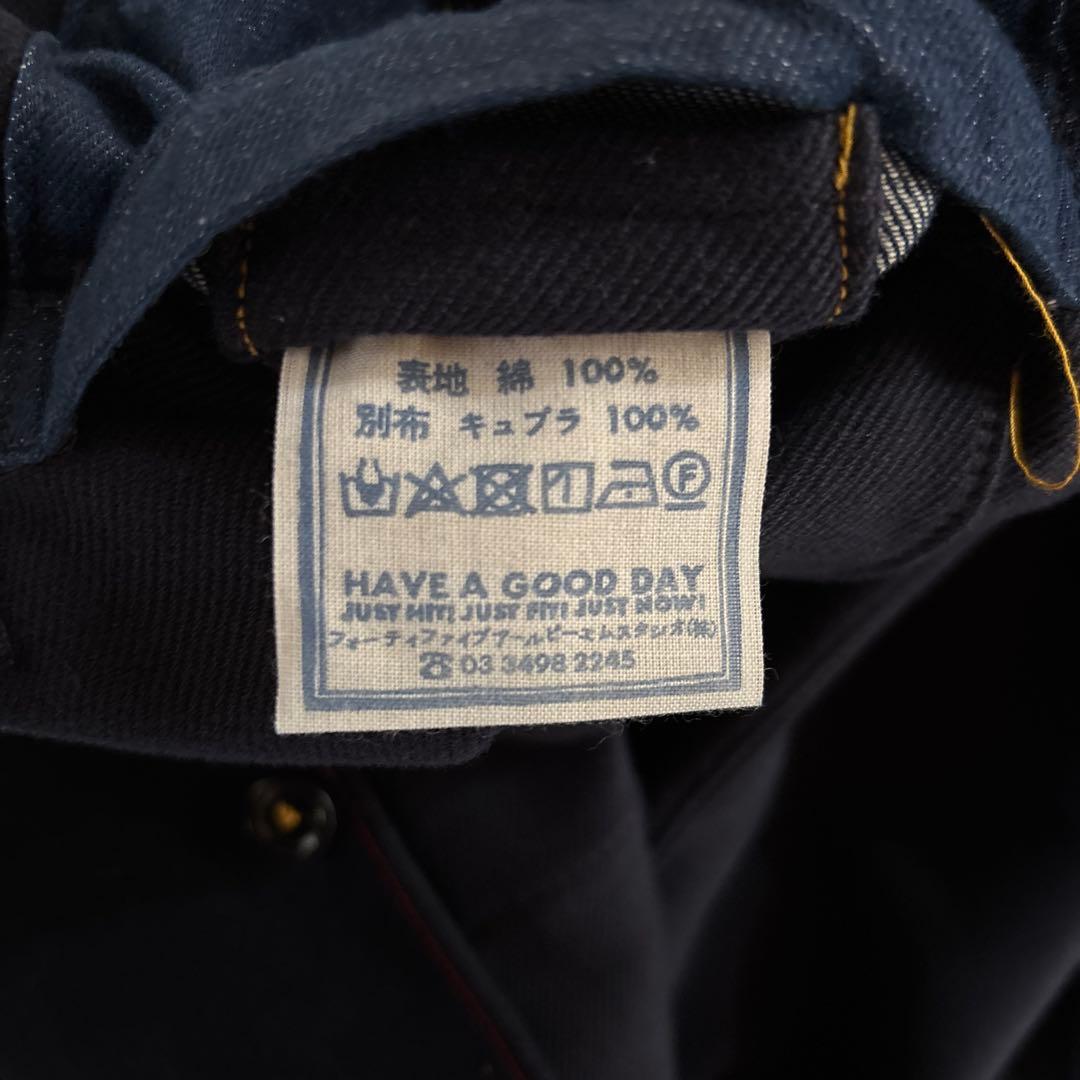 表地 綿 100%
別布 キュプラ 100%
F
HAVE A GOOD DAY
JUST HIT! JUST FIT! JUST NOW!
フォーティファイブアールピーエムスタジオ(株)
☎ 03 3498 2245